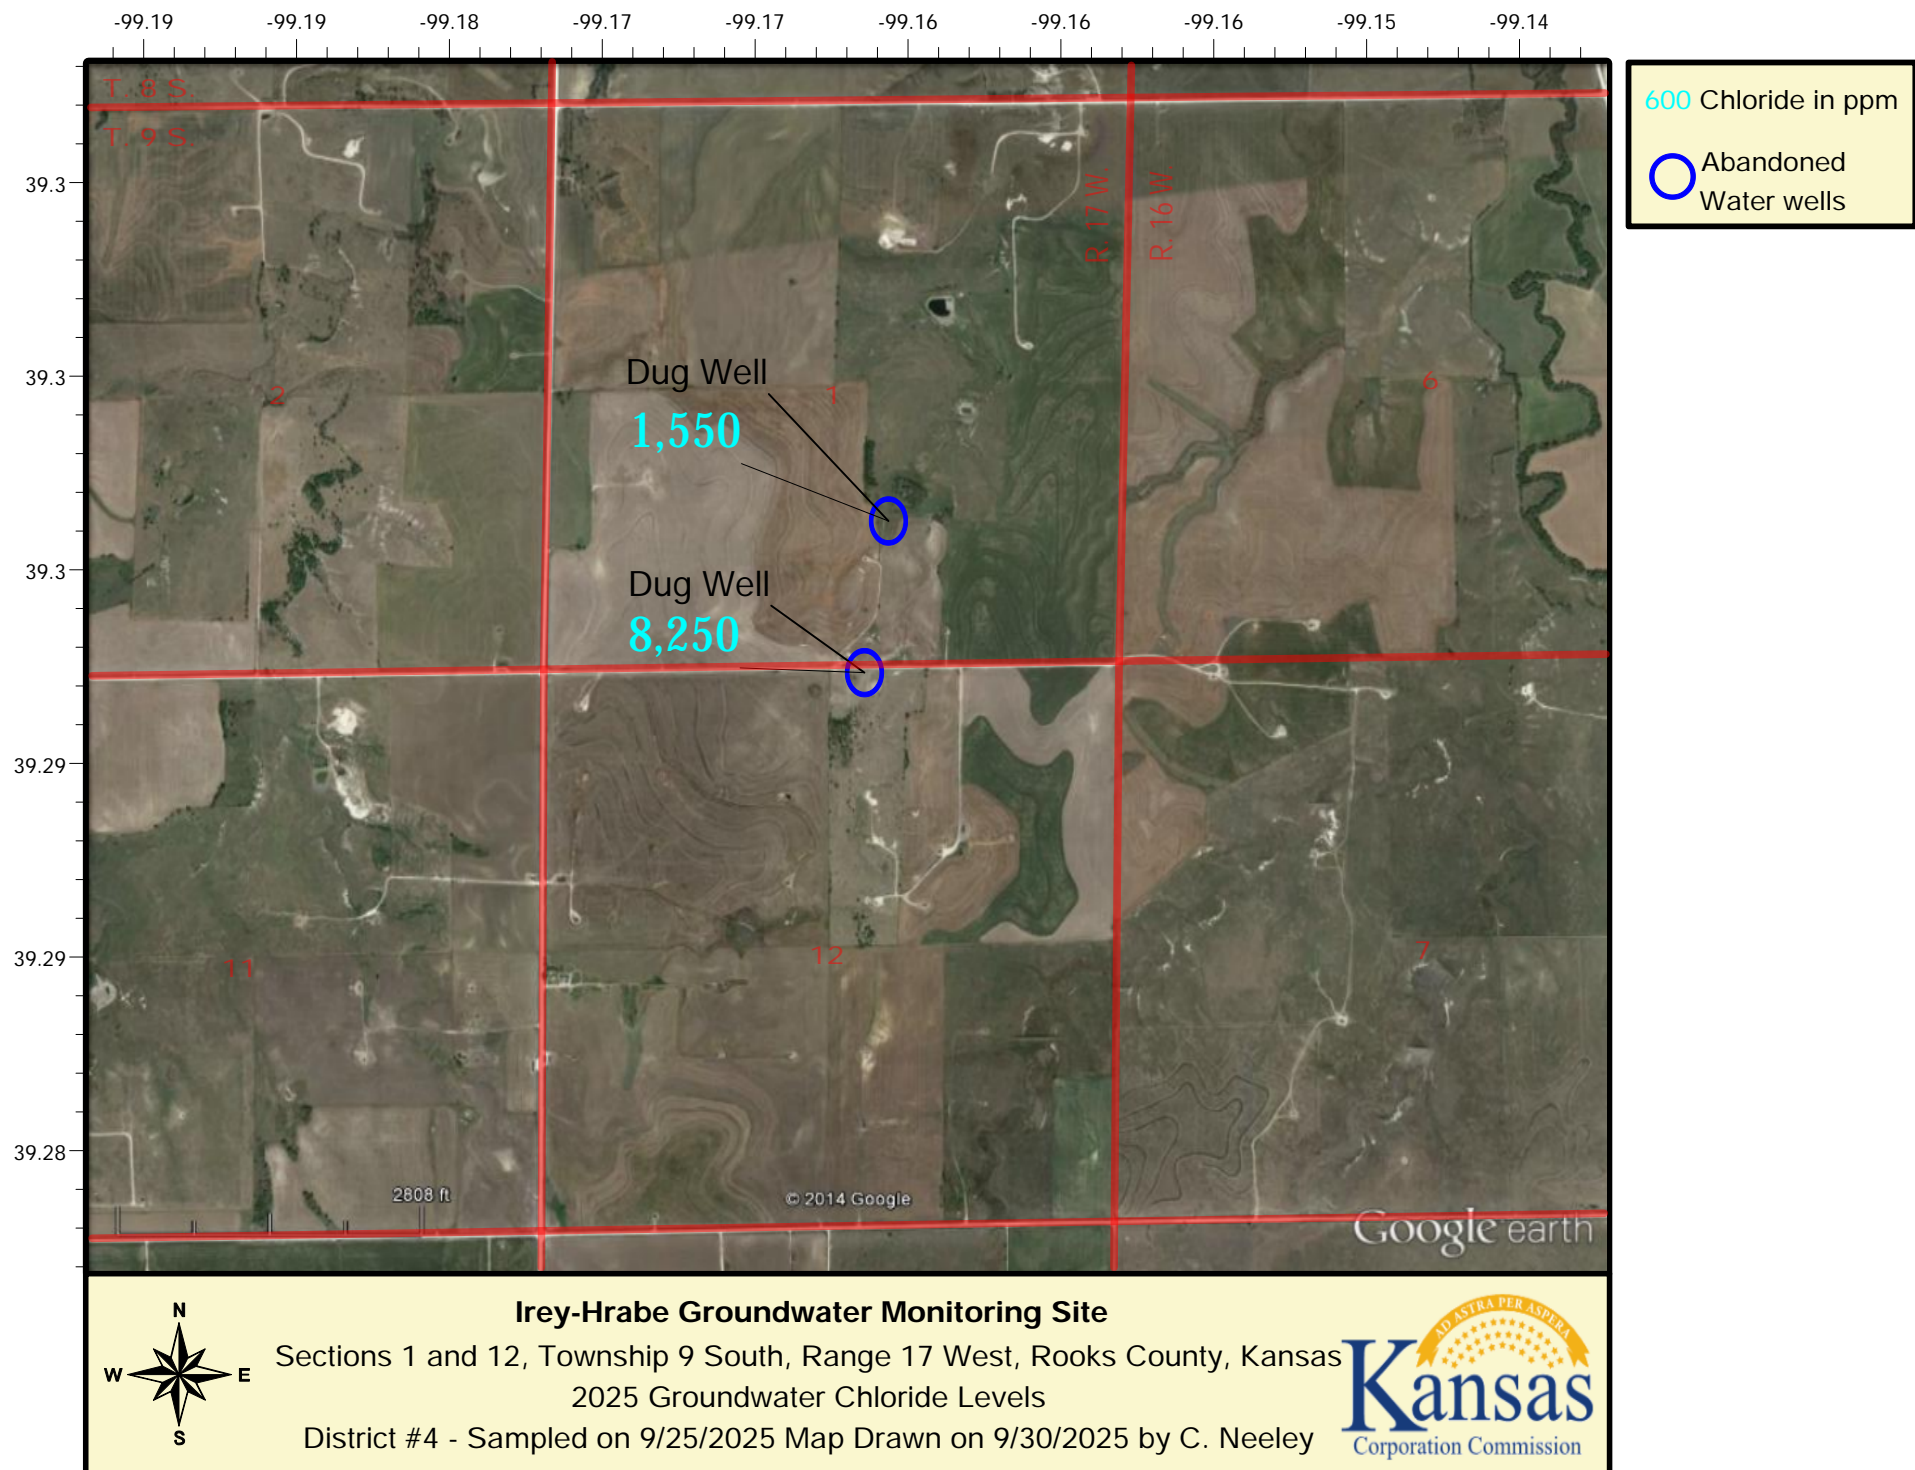 -99.19 -99.19 -99.18 -99.17 -99.17 -99.16 -99.16 -99.16 -99.15 -99.14
600 Chloride in ppm
Abandoned
Water wells
T. 8 S.
T. 9 S.
R. 17 W
R. 16 W
39.3
39.3
39.3
39.29
39.29
39.28
2
1
6
Dug Well
1,550
Dug Well
8,250
11
12
7
2808 ft
© 2014 Google
Google earth
N
W
E
S
Irey-Hrabe Groundwater Monitoring Site
Sections 1 and 12, Township 9 South, Range 17 West, Rooks County, Kansas
2025 Groundwater Chloride Levels
District #4 - Sampled on 9/25/2025 Map Drawn on 9/30/2025 by C. Neeley
AD ASTRA PER ASPERA
Kansas
Corporation Commission